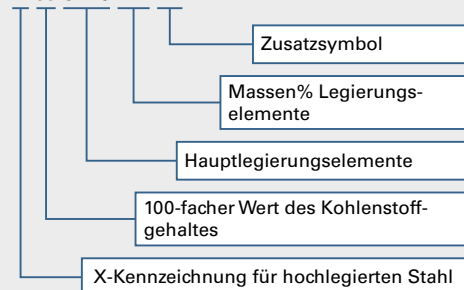 Zusatzsymbol
Massen% Legierungs-
elemente
Hauptlegierungselemente
100-facher Wert des Kohlenstoff-
gehaltes
X-Kennzeichnung für hochlegierten Stahl